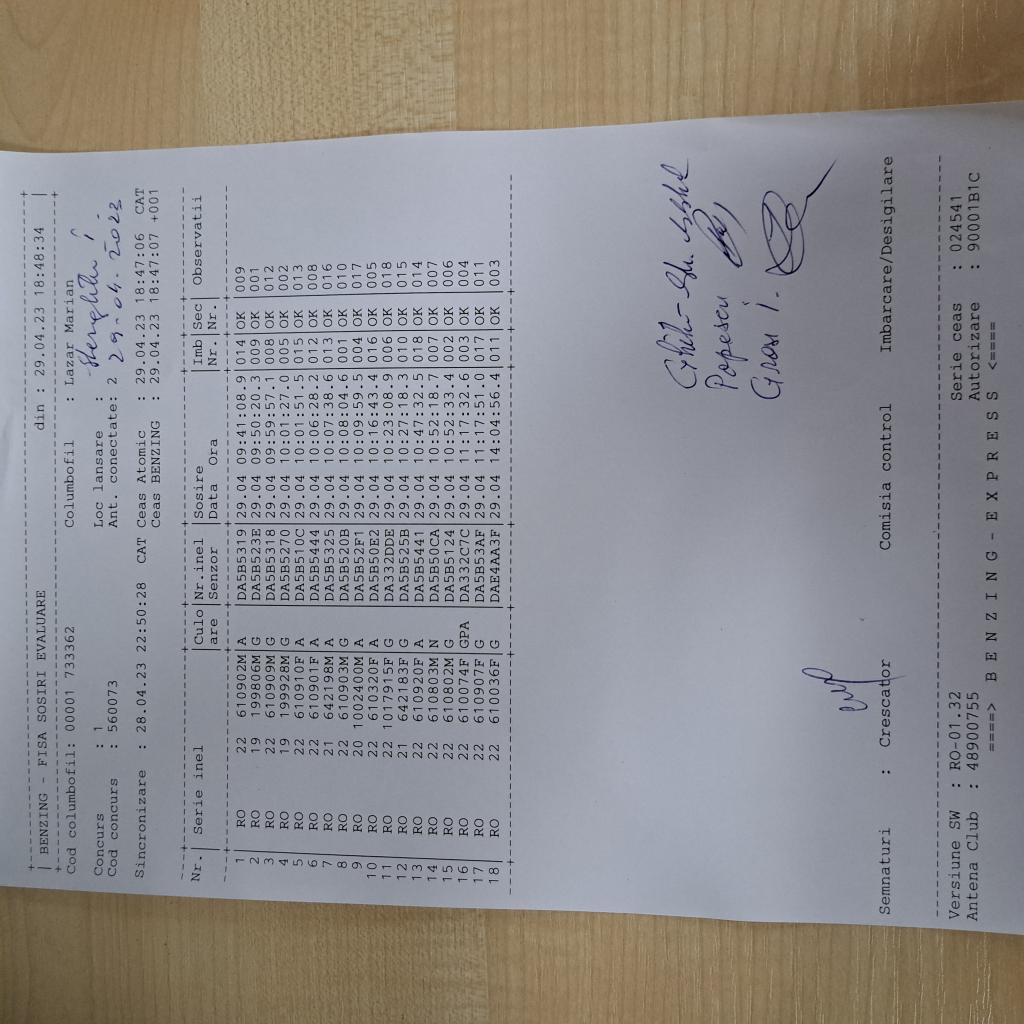 | BENZING - FISA SOSIRI EVALUARE din : 29.04.23 18:48:34 |
Cod columbofil: 00001 733362 Columbofil : Lazar Marian
Concurs : 1 Loc lansare :
Cod concurs : 560073 Ant. conectate: 2 29.04.2023
Sincronizare : 28.04.23 22:50:28 CAT Ceas Atomic : 29.04.23 18:47:06 CAT
Ceas BENZING : 29.04.23 18:47:07 +001
Nr.| Serie inel |Culo|Nr.inel |Sosire |Imb|Sec| Observatii
|are |Senzor |Data Ora |Nr.|Nr.|
1 RO 22 610902M A DA5B5319 29.04 09:41:08.9 014 OK 009
2 RO 19 199806M G DA5B523E 29.04 09:50:20.3 009 OK 001
3 RO 22 610909M G DA5B5318 29.04 09:59:57.1 008 OK 012
4 RO 19 199928M G DA5B5270 29.04 10:01:27.0 005 OK 002
5 RO 22 610910F A DA5B510C 29.04 10:01:51.5 015 OK 013
6 RO 22 610901F A DA5B5444 29.04 10:06:28.2 012 OK 008
7 RO 21 642198M A DA5B5325 29.04 10:07:38.6 013 OK 016
8 RO 22 610903M G DA5B520B 29.04 10:08:04.6 001 OK 010
9 RO 20 1002400M A DA5B52F1 29.04 10:09:59.5 004 OK 017
10 RO 22 610320F A DA5B50E2 29.04 10:16:43.4 016 OK 005
11 RO 22 1017915F G DA332DDE 29.04 10:23:08.9 006 OK 018
12 RO 21 642183F G DA5B525B 29.04 10:27:18.3 010 OK 015
13 RO 22 610920F A DA5B5441 29.04 10:47:32.5 018 OK 014
14 RO 22 610803M N DA5B50CA 29.04 10:52:18.7 007 OK 007
15 RO 22 610802M G DA5B5124 29.04 10:52:33.4 002 OK 006
16 RO 22 610074F GPA DA332C7C 29.04 11:17:32.6 003 OK 004
17 RO 22 610907F G DA5B53AF 29.04 11:17:51.0 017 OK 011
18 RO 22 610036F G DAE4AA3F 29.04 14:04:56.4 011 OK 003
Popescu
Semnaturi : Crescator Comisia control Imbarcare/Desigilare
Versiune SW : RO-01.32 Serie ceas : 024541
Antena Club : 48900755 Autorizare : 90001B1C
====> B E N Z I N G - E X P R E S S <====